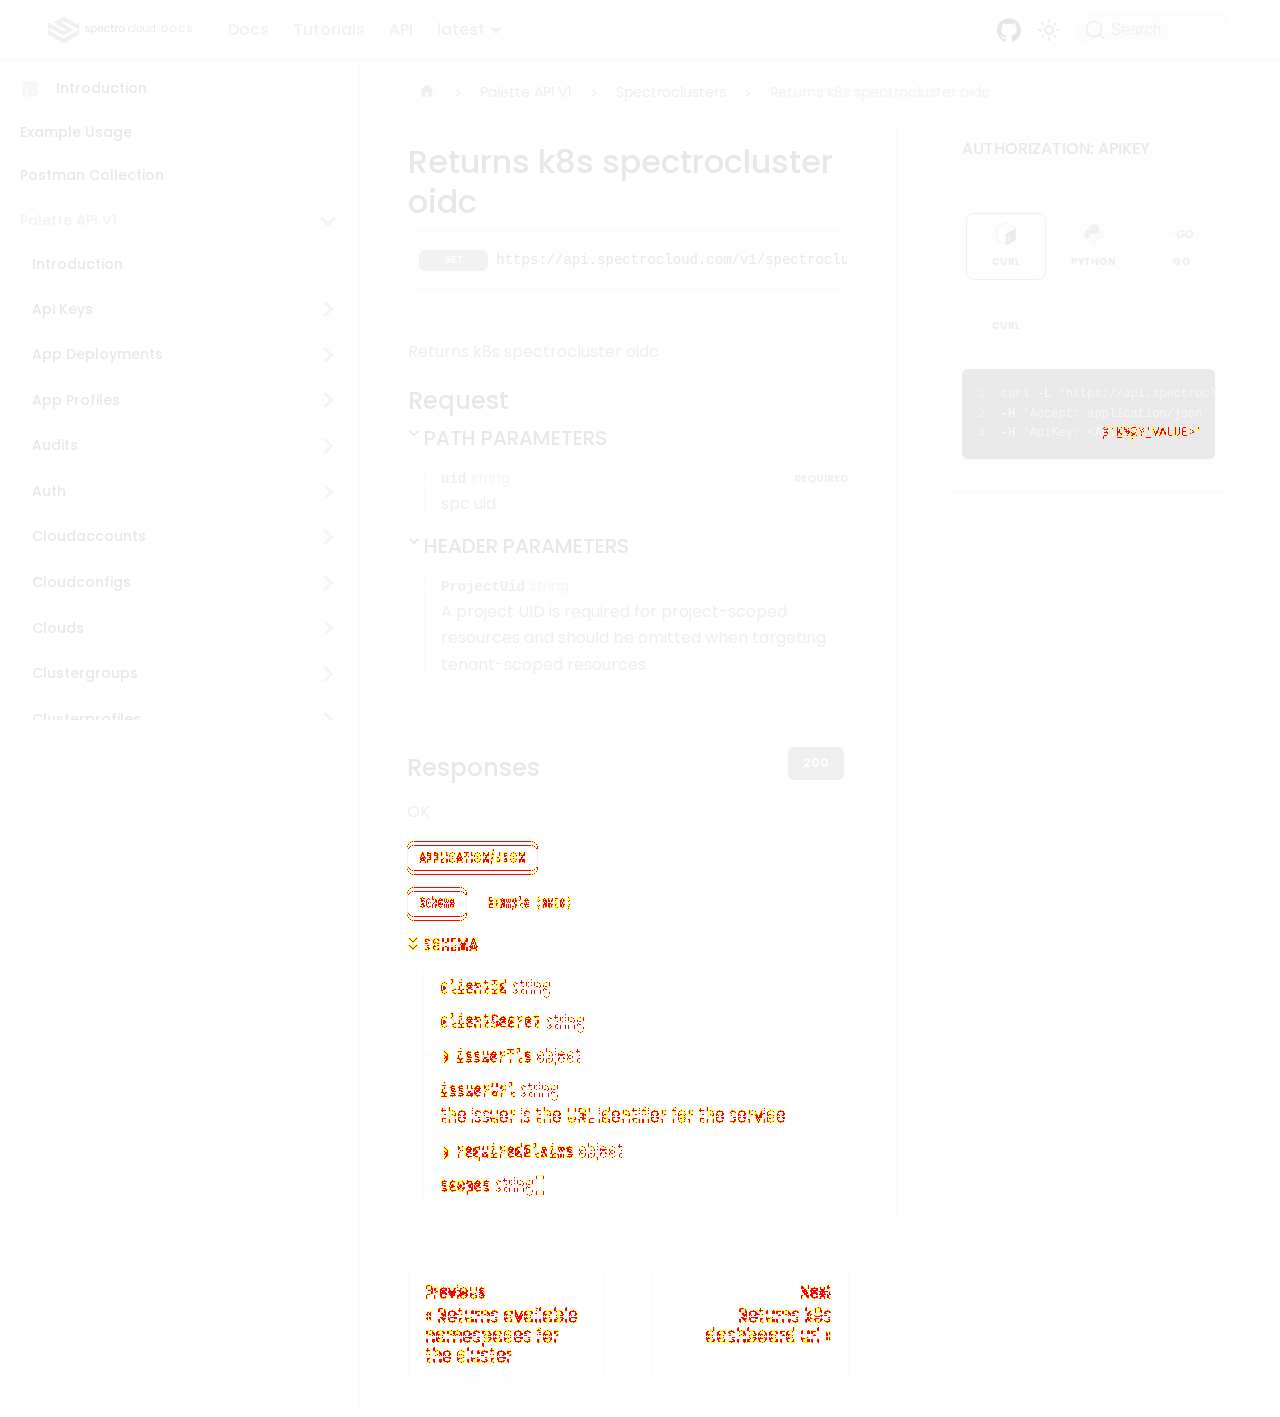 spectro cloud DOCS
Docs
Tutorials
API
latest
Search
Introduction
Example Usage
Postman Collection
Palette API V1
Introduction
Api Keys
App Deployments
App Profiles
Audits
Auth
Cloudaccounts
Cloudconfigs
Clouds
Clustergroups
Clusterprofiles
Palette API V1
Spectroclusters
Returns k8s spectrocluster oidc
Returns k8s spectrocluster
oidc
GET https://api.spectrocloud.com/v1/spectroclu
Returns k8s spectrocluster oidc
Request
PATH PARAMETERS
uid string REQUIRED
spc uid
HEADER PARAMETERS
ProjectUid string
A project UID is required for project-scoped
resources and should be omitted when targeting
tenant-scoped resources
Responses
200
OK
APPLICATION/JSON
Schema Example (auto)
SCHEMA
clientId string
clientSecret string
issuerTls object
issuerUrl string
the issuer is the URL identifier for the service
requiredClaims object
scopes string[]
Previous
« Returns available
namespaces for
the cluster
Next
Returns k8s
dashboard url »
AUTHORIZATION: APIKEY
CURL
PYTHON
-GO
GO
CURL
1 curl -L 'https://api.spectrocl
2 -H 'Accept: application/json'
3 -H 'ApiKey: <API_KEY_VALUE>'